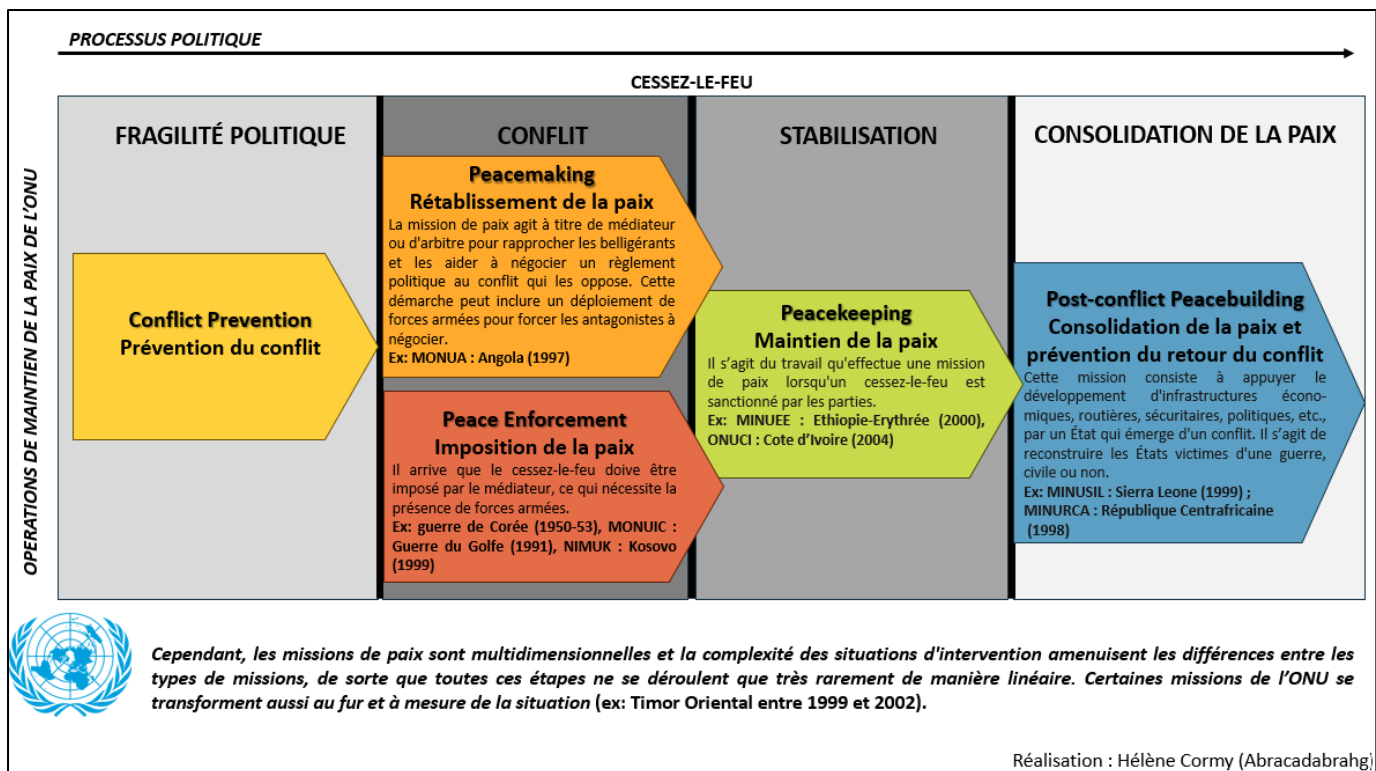 PROCESSUS POLITIQUE
CESSEZ-LE-FEU
OPERATIONS DE MAINTIEN DE LA PAIX DE L'ONU
FRAGILITÉ POLITIQUE
Conflict Prevention
Prévention du conflit
CONFLIT
Peacemaking
Rétablissement de la paix
La mission de paix agit à titre de médiateur
ou d'arbitre pour rapprocher les belligérants
et les aider à négocier un règlement
politique au conflit qui les oppose. Cette
démarche peut inclure un déploiement de
forces armées pour forcer les antagonistes à
négocier.
Ex: MONUA : Angola (1997)
Peace Enforcement
Imposition de la paix
Il arrive que le cessez-le-feu doive être
imposé par le médiateur, ce qui nécessite la
présence de forces armées.
Ex: guerre de Corée (1950-53), MONUIC :
Guerre du Golfe (1991), NIMUK : Kosovo
(1999)
STABILISATION
Peacekeeping
Maintien de la paix
Il s'agit du travail qu'effectue une mission
de paix lorsqu'un cessez-le-feu est
sanctionné par les parties.
Ex: MINUEE : Ethiopie-Erythrée (2000),
ONUCI : Cote d'Ivoire (2004)
CONSOLIDATION DE LA PAIX
Post-conflict Peacebuilding
Consolidation de la paix et
prévention du retour du conflit
Cette mission consiste à appuyer le
développement d'infrastructures écono-
miques, routières, sécuritaires, politiques, etc.,
par un État qui émerge d'un conflit. Il s'agit de
reconstruire les États victimes d'une guerre,
civile ou non.
Ex: MINUSIL : Sierra Leone (1999) ;
MINURCA : République Centrafricaine
(1998)
Cependant, les missions de paix sont multidimensionnelles et la complexité des situations d'intervention amenuisent les différences entre les
types de missions, de sorte que toutes ces étapes ne se déroulent que très rarement de manière linéaire. Certaines missions de l'ONU se
transforment aussi au fur et à mesure de la situation (ex: Timor Oriental entre 1999 et 2002).
Réalisation : Hélène Cormy (Abracadabrahg)